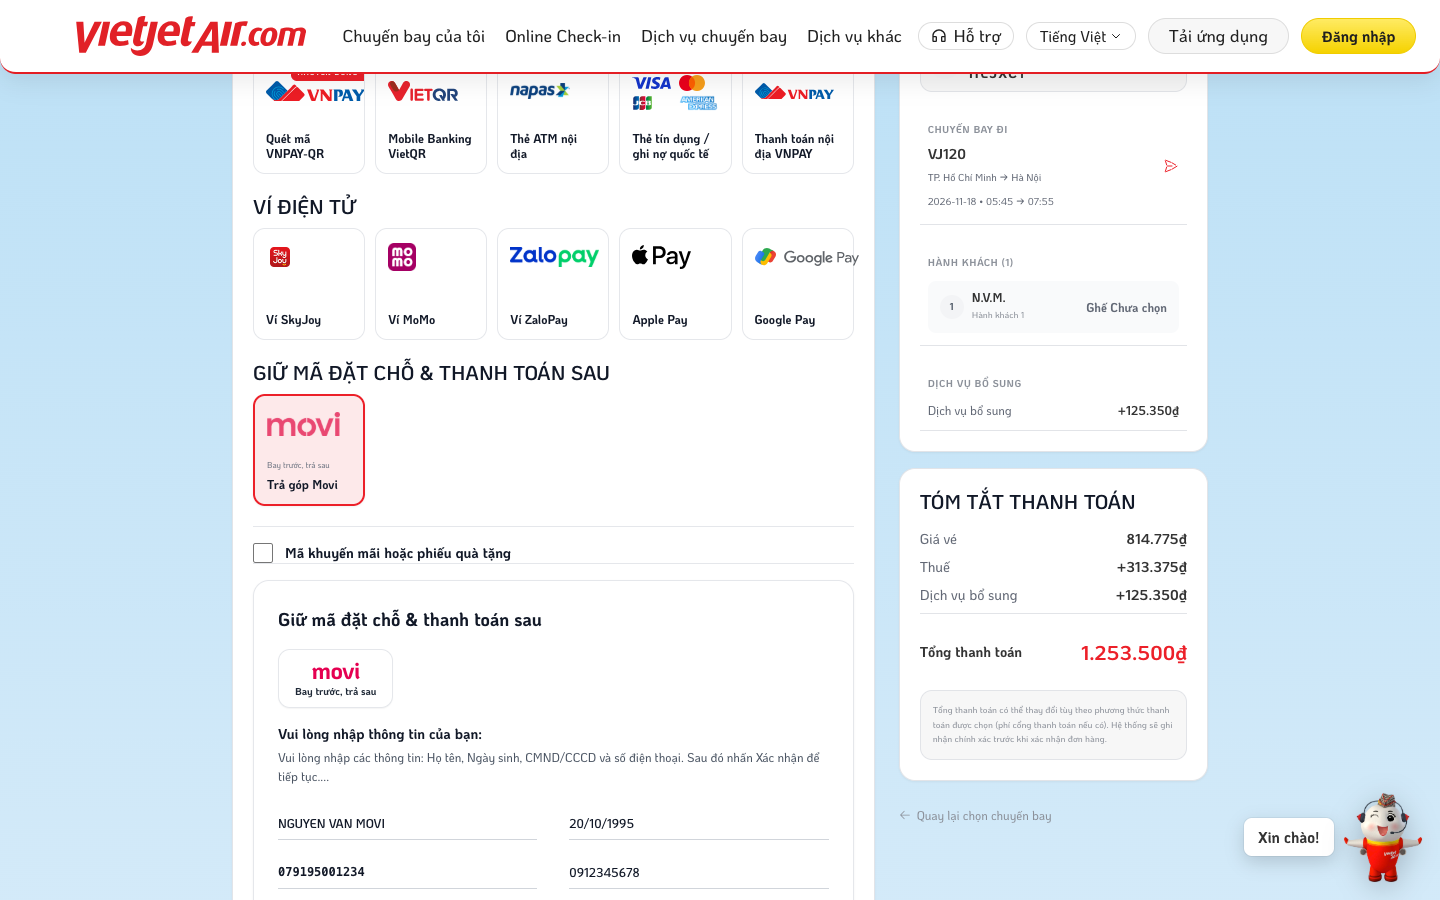 vietjetAir.com
Chuyến bay của tôi
Online Check-in
Dịch vụ chuyến bay
Dịch vụ khác
Hỗ trợ
Tiếng Việt
Tải ứng dụng
Đăng nhập
VNPAY
VIETQR
napas
VISA
JCB
AMERICAN EXPRESS
VNPAY
Quét mã
VNPAY-QR
Mobile Banking
VietQR
Thẻ ATM nội
địa
Thẻ tín dụng /
ghi nợ quốc tế
Thanh toán nội
địa VNPAY
VÍ ĐIỆN TỬ
Sky
Joy
mo
mo
Zalopay
Pay
Google Pay
Ví SkyJoy
Ví MoMo
Ví ZaloPay
Apple Pay
Google Pay
GIỮ MÃ ĐẶT CHỖ & THANH TOÁN SAU
movi
Bay trước, trả sau
Trả góp Movi
Mã khuyến mãi hoặc phiếu quà tặng
Giữ mã đặt chỗ & thanh toán sau
movi
Bay trước, trả sau
Vui lòng nhập thông tin của bạn:
Vui lòng nhập các thông tin: Họ tên, Ngày sinh, CMND/CCCD và số điện thoại. Sau đó nhấn Xác nhận để
tiếp tục....
NGUYEN VAN MOVI
20/10/1995
079195001234
0912345678
CHUYẾN BAY ĐI
VJ120
TP. Hồ Chí Minh → Hà Nội
2026-11-18 • 05:45 → 07:55
HÀNH KHÁCH (1)
1
N.V.M.
Hành khách 1
Ghế Chưa chọn
DỊCH VỤ BỔ SUNG
Dịch vụ bổ sung
+125.350₫
TÓM TẮT THANH TOÁN
Giá vé
814.775₫
Thuế
+313.375₫
Dịch vụ bổ sung
+125.350₫
Tổng thanh toán
1.253.500₫
Tổng thanh toán có thể thay đổi tùy theo phương thức thanh
toán được chọn (phí cổng thanh toán nếu có). Hệ thống sẽ ghi
nhận chính xác trước khi xác nhận đơn hàng.
← Quay lại chọn chuyến bay
Xin chào!